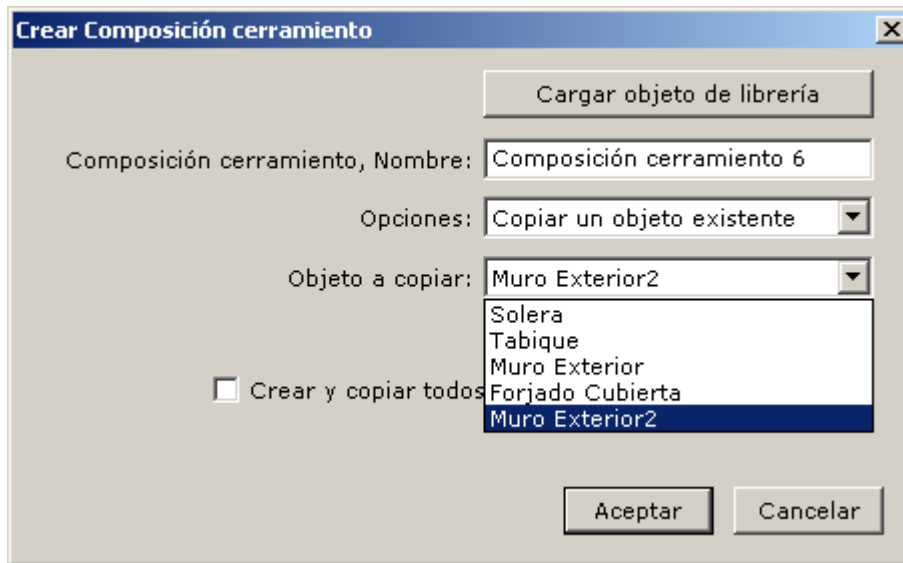 Crear Composición cerramiento
Cargar objeto de librería
Composición cerramiento, Nombre: Composición cerramiento 6
Opciones: Copiar un objeto existente
Objeto a copiar: Muro Exterior2
Solera
Tabique
Muro Exterior
Crear y copiar todos Forjado Cubierta
Muro Exterior2
Aceptar Cancelar